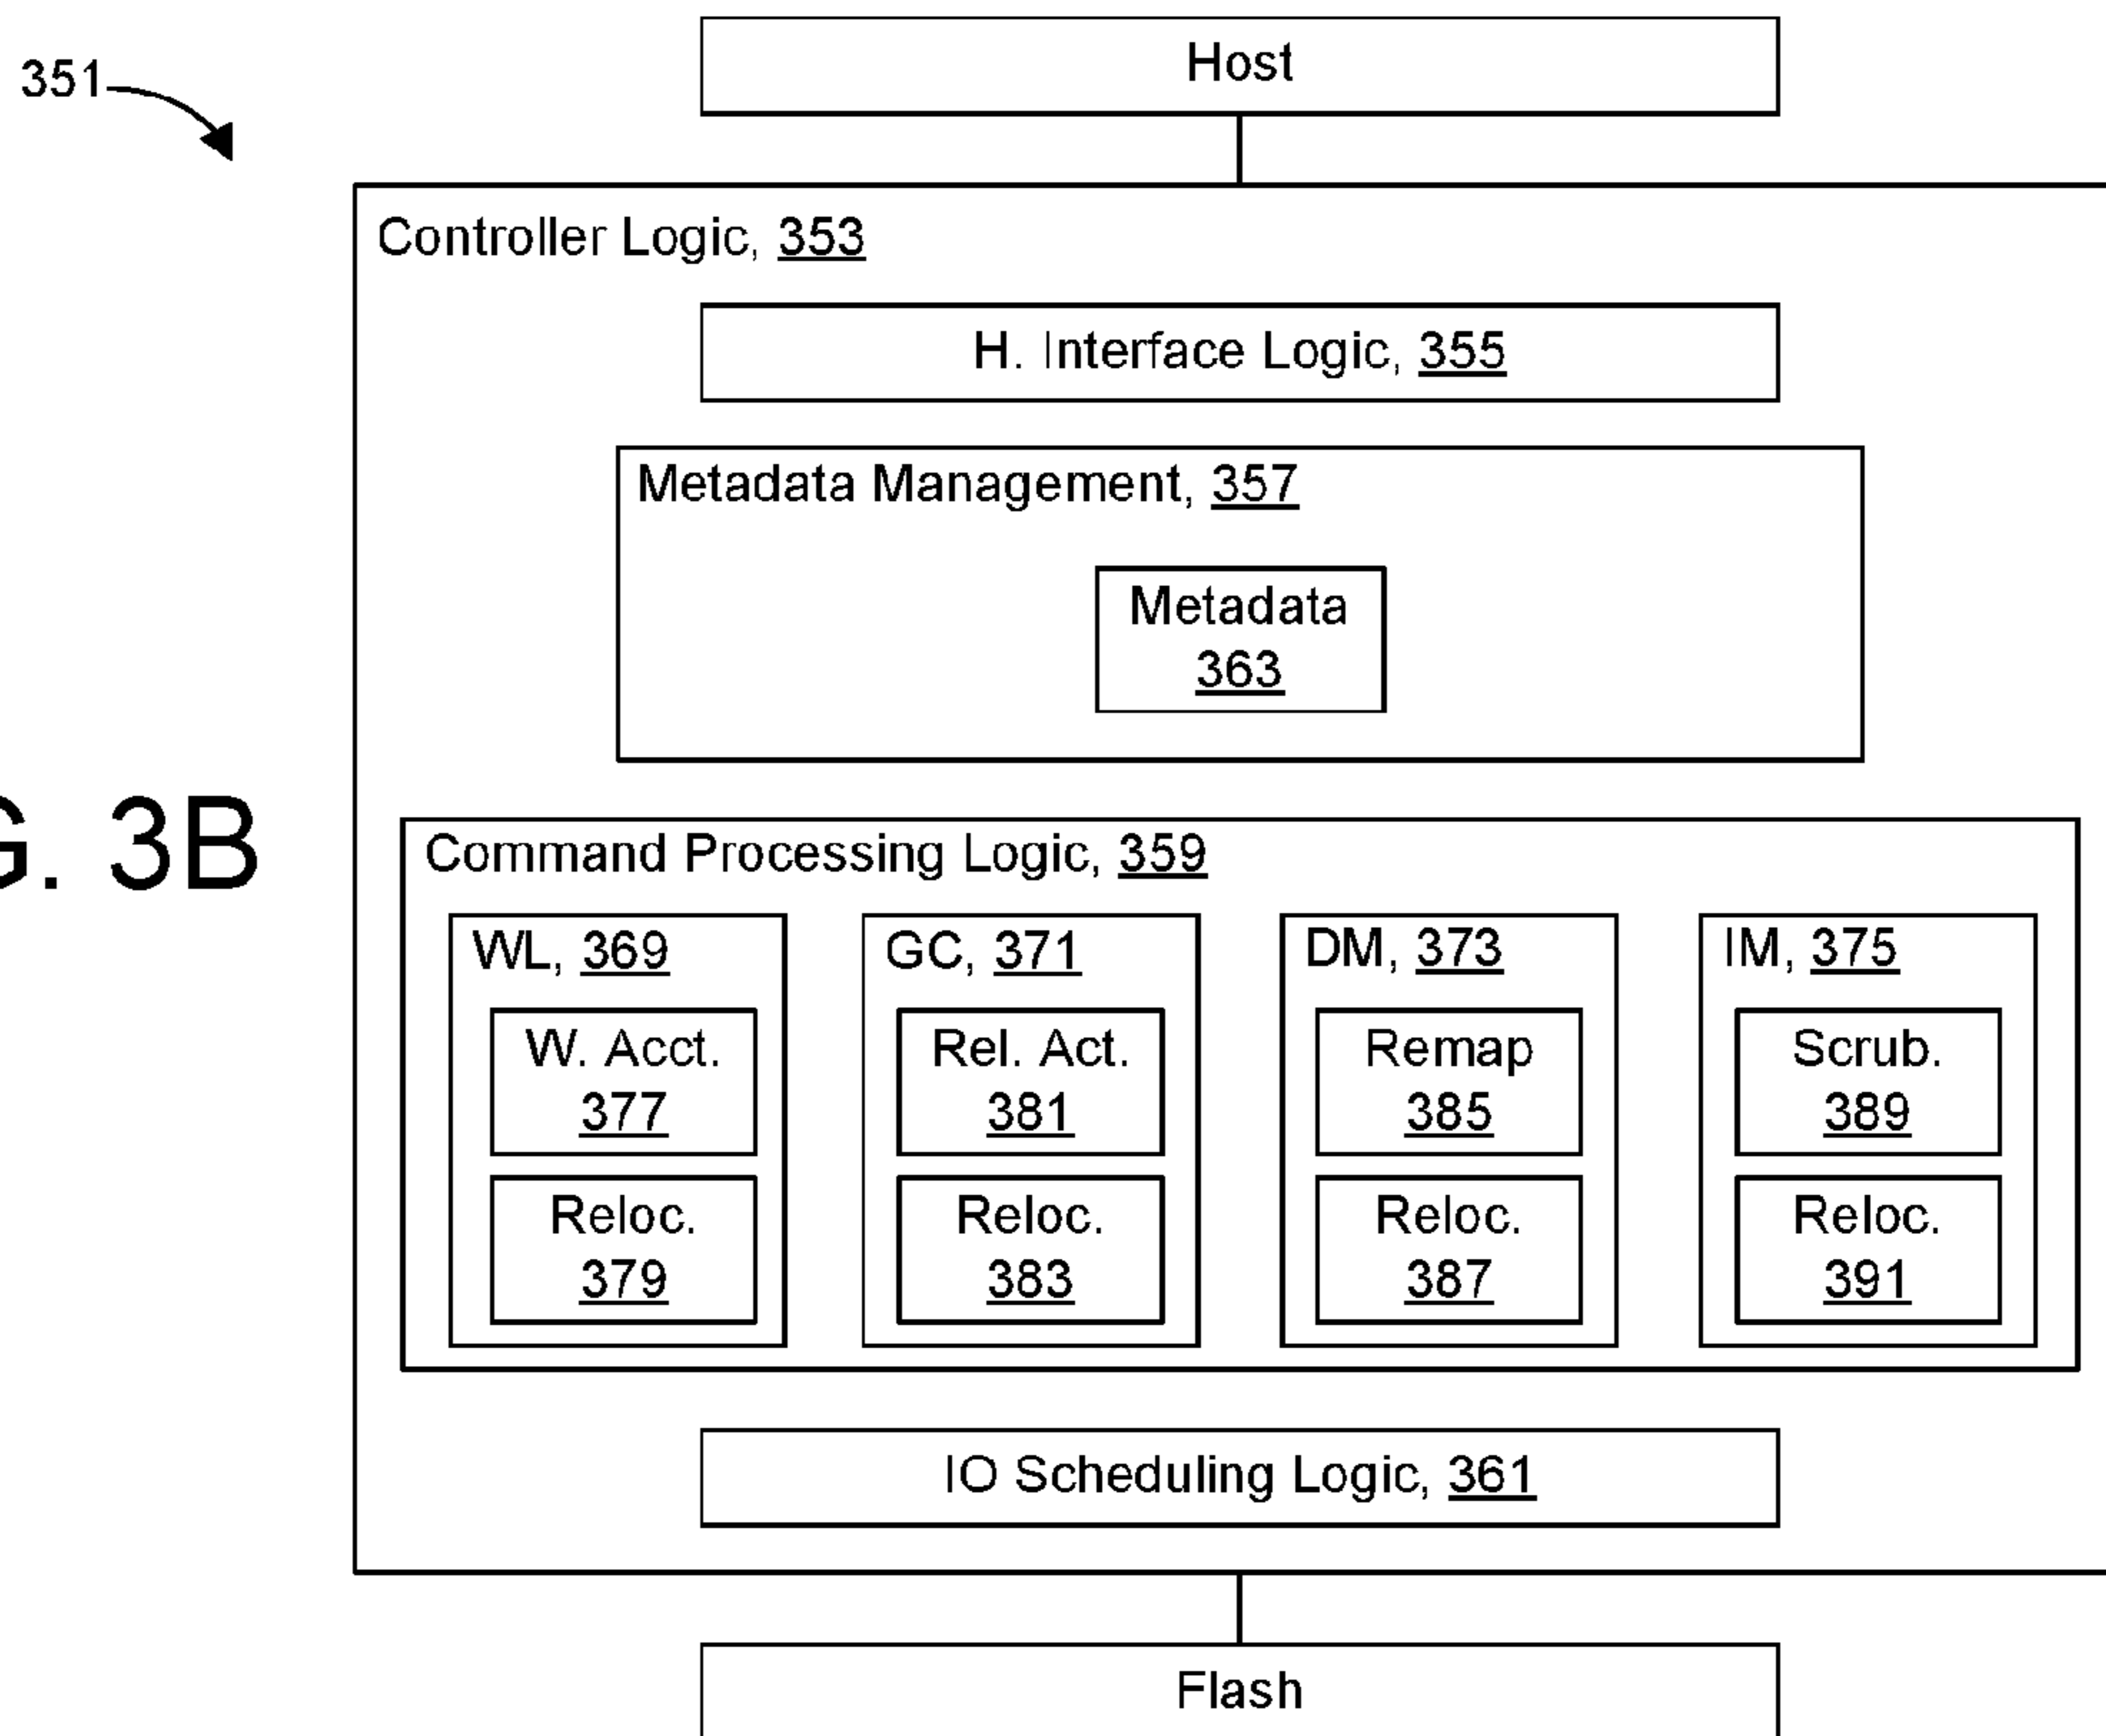 Host
351
Controller Logic, 353
H. Interface Logic, 355
Metadata Management, 357
Metadata
363
G. 3B
Command Processing Logic, 359
WL, 369
W. Acct.
377
Reloc.
379
GC, 371
Rel. Act.
381
Reloc.
383
DM, 373
Remap
385
Reloc.
387
IM, 375
Scrub.
389
Reloc.
391
IO Scheduling Logic, 361
Flash